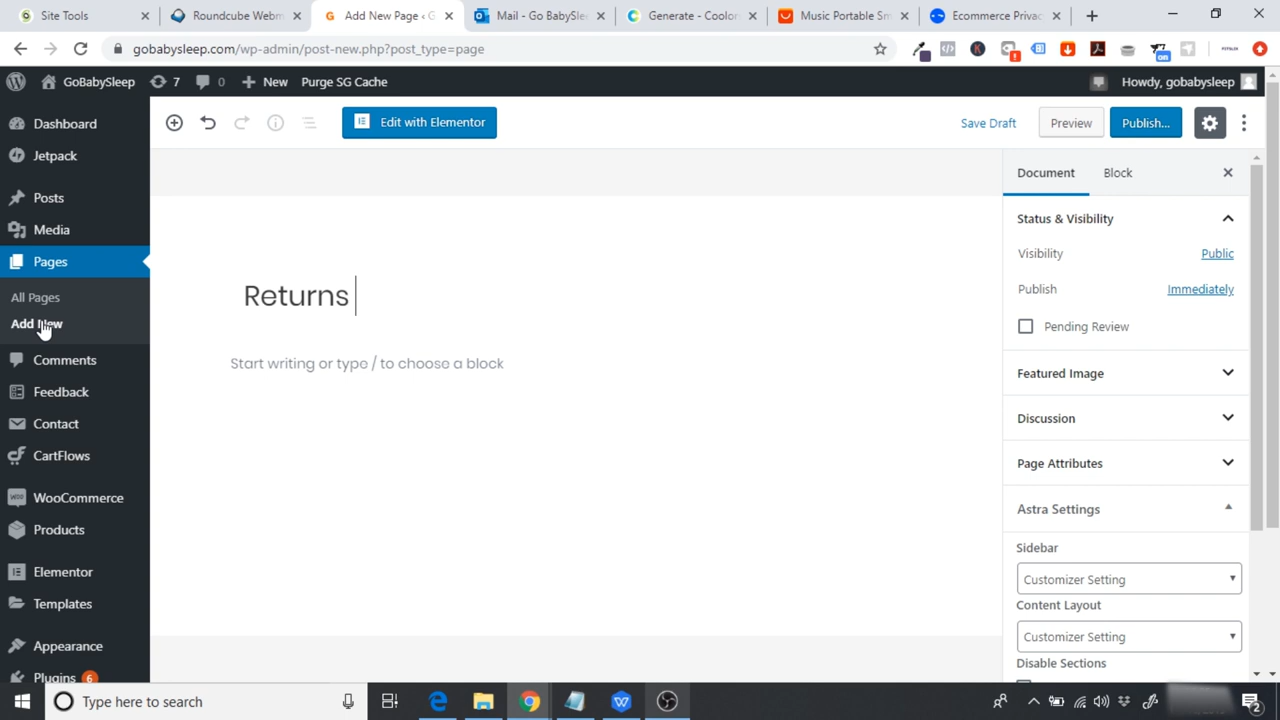 Site Tools
Roundcube Webm
Add New Page ‹ G
Mail - Go BabySle
Generate - Coolor
Music Portable Sm
Ecommerce Privac
gobabysleep.com/wp-admin/post-new.php?post_type=page
GoBabySleep
7
0
New
Purge SG Cache
Howdy, gobabysleep
Dashboard
Jetpack
Posts
Media
Pages
All Pages
Add New
Comments
Feedback
Contact
CartFlows
WooCommerce
Products
Elementor
Templates
Appearance
Plugins 6
Edit with Elementor
Save Draft
Preview
Publish...
Returns
Start writing or type / to choose a block
Document
Block
Status & Visibility
Visibility
Public
Publish
Immediately
Pending Review
Featured Image
Discussion
Page Attributes
Astra Settings
Sidebar
Customizer Setting
Content Layout
Customizer Setting
Disable Sections
Type here to search
2